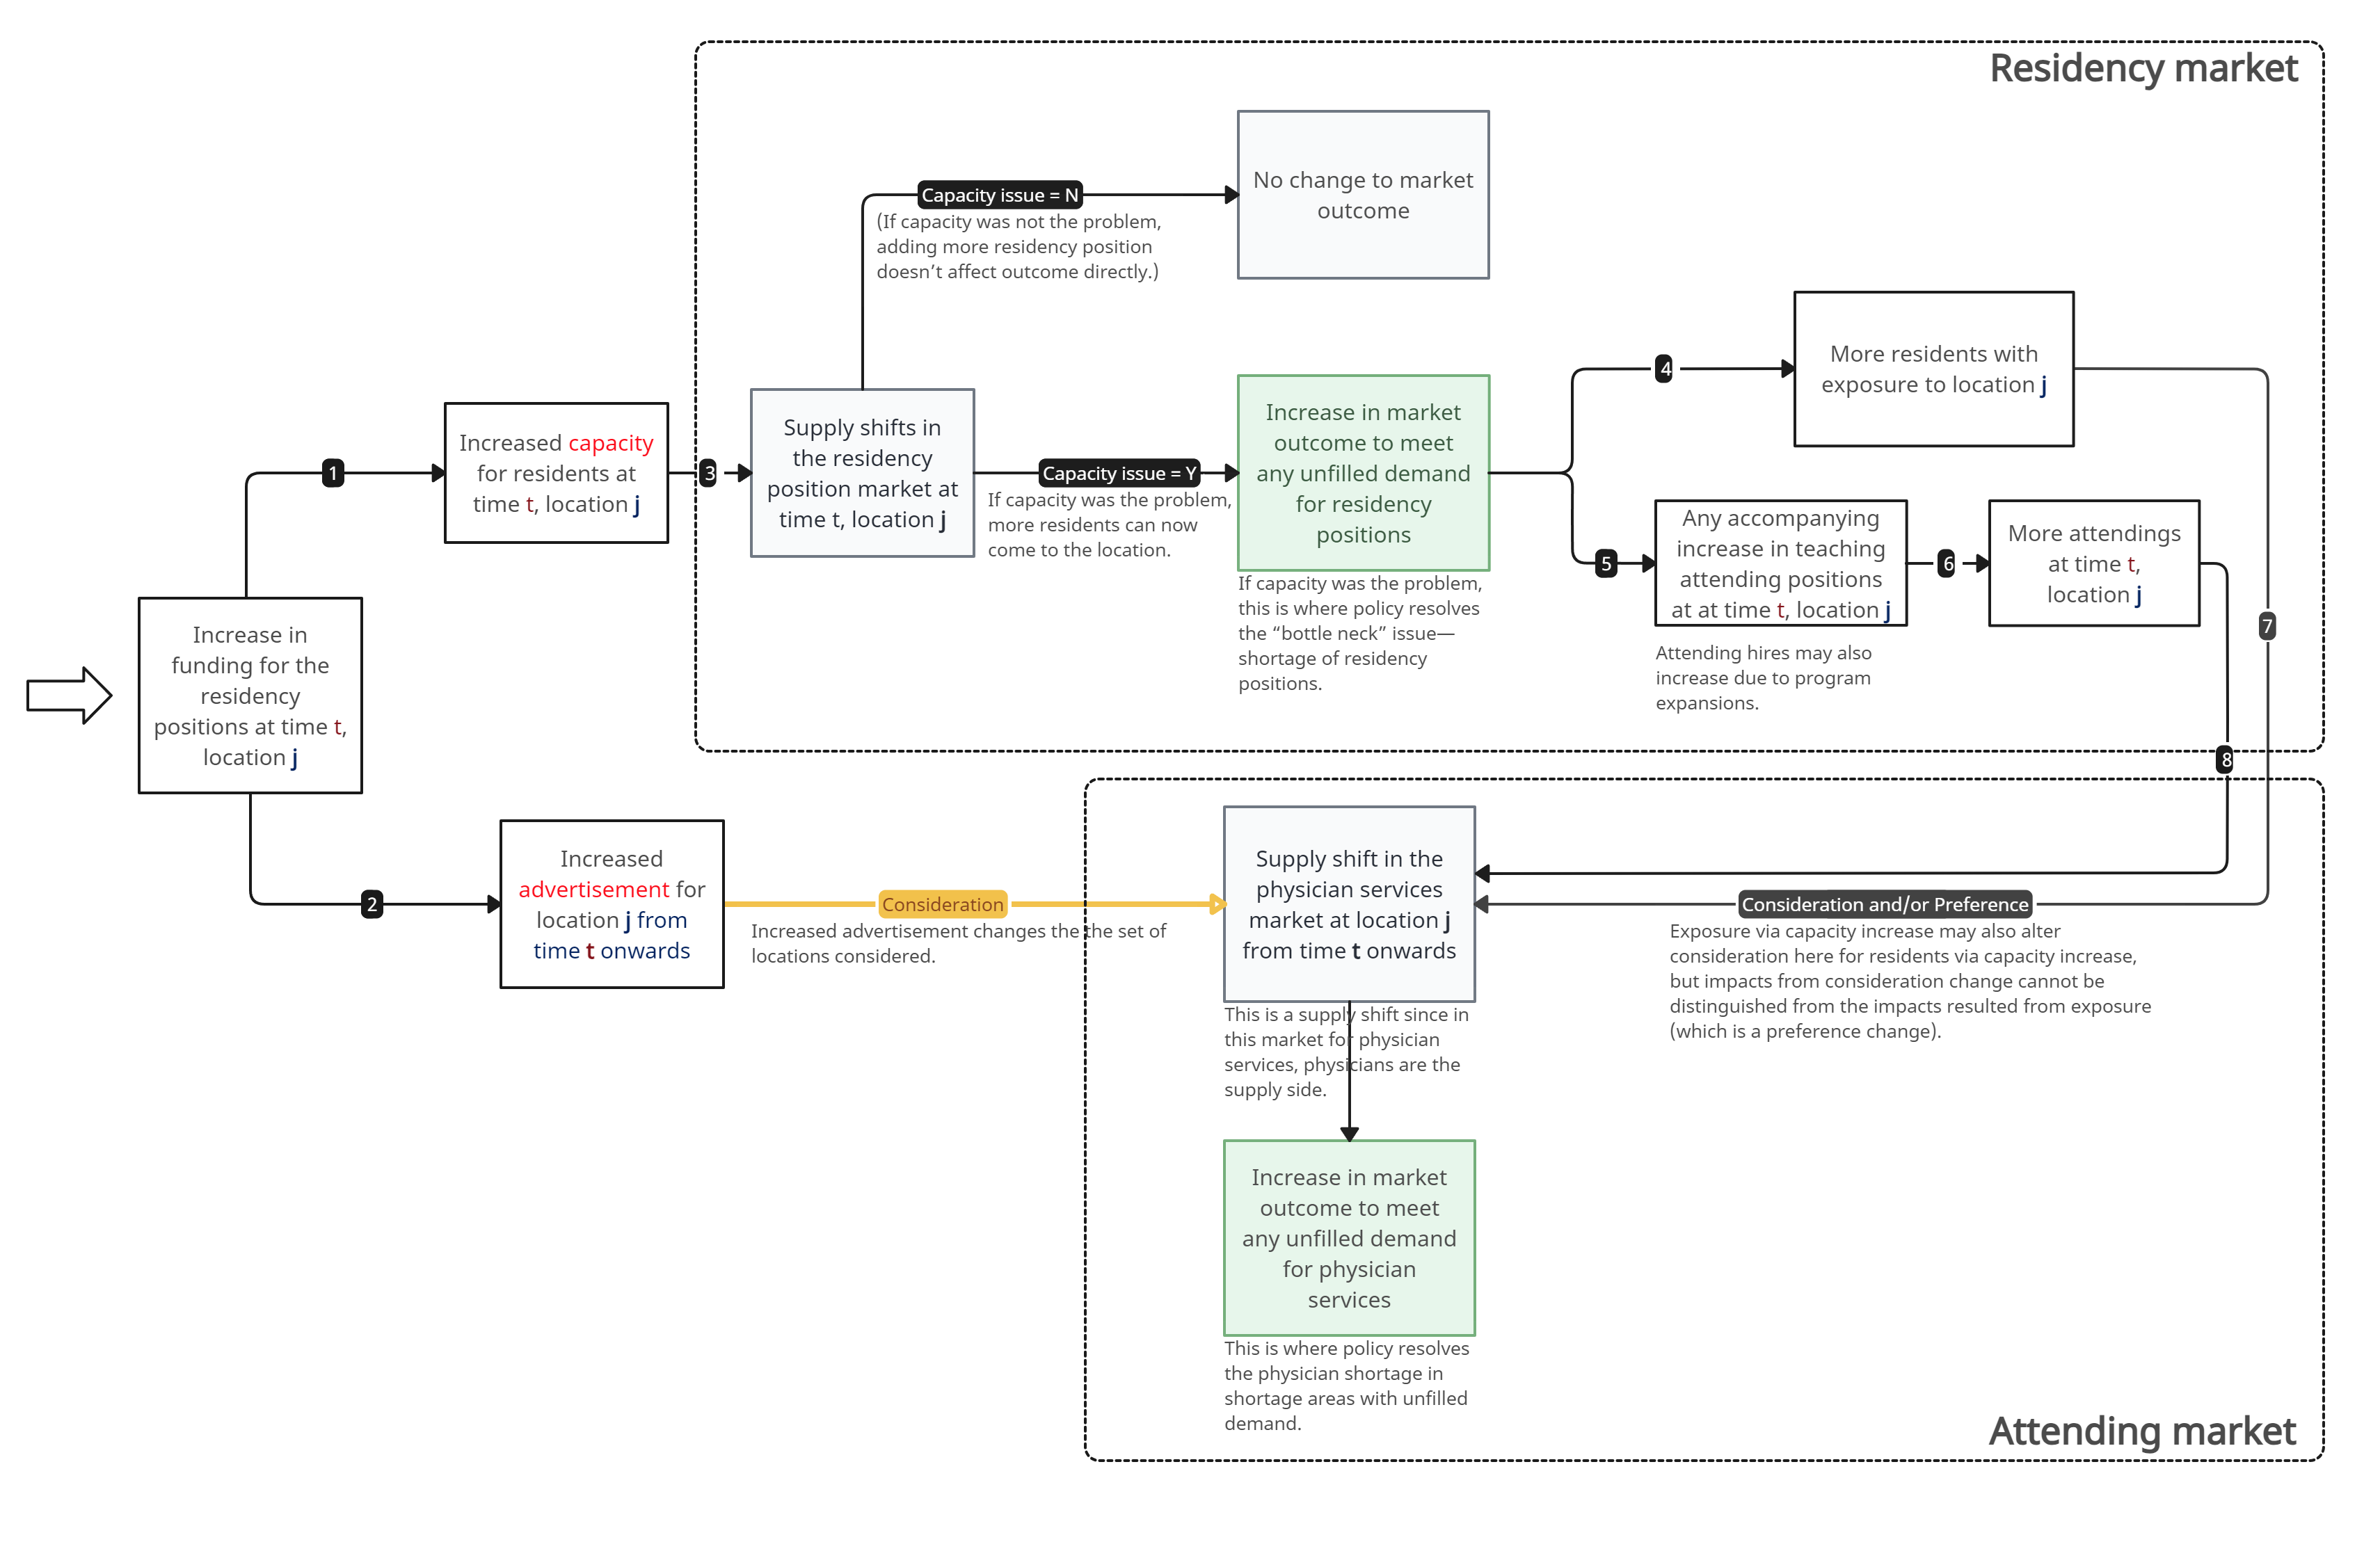 Residency market
No change to market
outcome
Capacity issue = N
(If capacity was not the problem,
adding more residency position
doesn’t affect outcome directly.)
More residents with
exposure to location j
4
Increased capacity
for residents at
time t, location j
1
3
Supply shifts in
the residency
position market at
time t, location j
Capacity issue = Y
If capacity was the problem,
more residents can now
come to the location.
Increase in market
outcome to meet
any unfilled demand
for residency
positions
If capacity was the problem,
this is where policy resolves
the “bottle neck” issue—
shortage of residency
positions.
5
Any accompanying
increase in teaching
attending positions
at at time t, location j
Attending hires may also
increase due to program
expansions.
6
More attendings
at time t,
location j
7
8
Increase in
funding for the
residency
positions at time t,
location j
2
Increased
advertisement for
location j from
time t onwards
Consideration
Increased advertisement changes the the set of
locations considered.
Supply shift in the
physician services
market at location j
from time t onwards
This is a supply shift since in
this market for physician
services, physicians are the
supply side.
Consideration and/or Preference
Exposure via capacity increase may also alter
consideration here for residents via capacity increase,
but impacts from consideration change cannot be
distinguished from the impacts resulted from exposure
(which is a preference change).
Increase in market
outcome to meet
any unfilled demand
for physician
services
This is where policy resolves
the physician shortage in
shortage areas with unfilled
demand.
Attending market